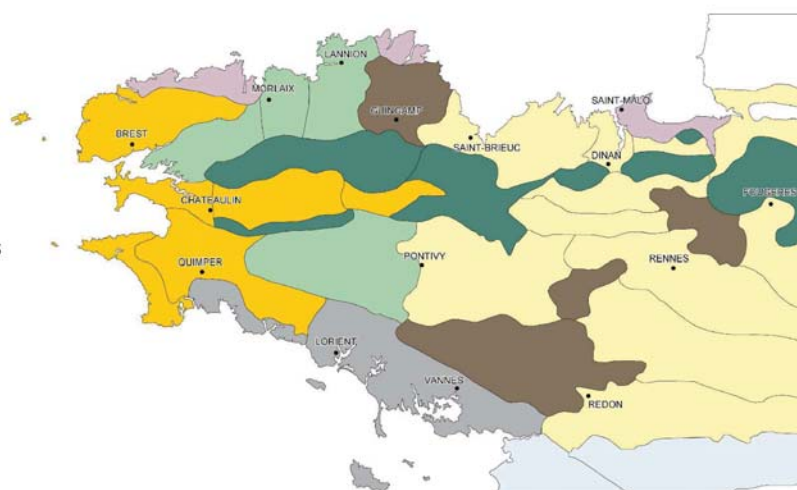 LANNION
MORLAIX
GUINGAMP
SAINT-MALO
BREST
SAINT-BRIEUC
DINAN
CHATEAULIN
FOUGERES
PONTIVY
QUIMPER
RENNES
LORIENT
VANNES
REDON